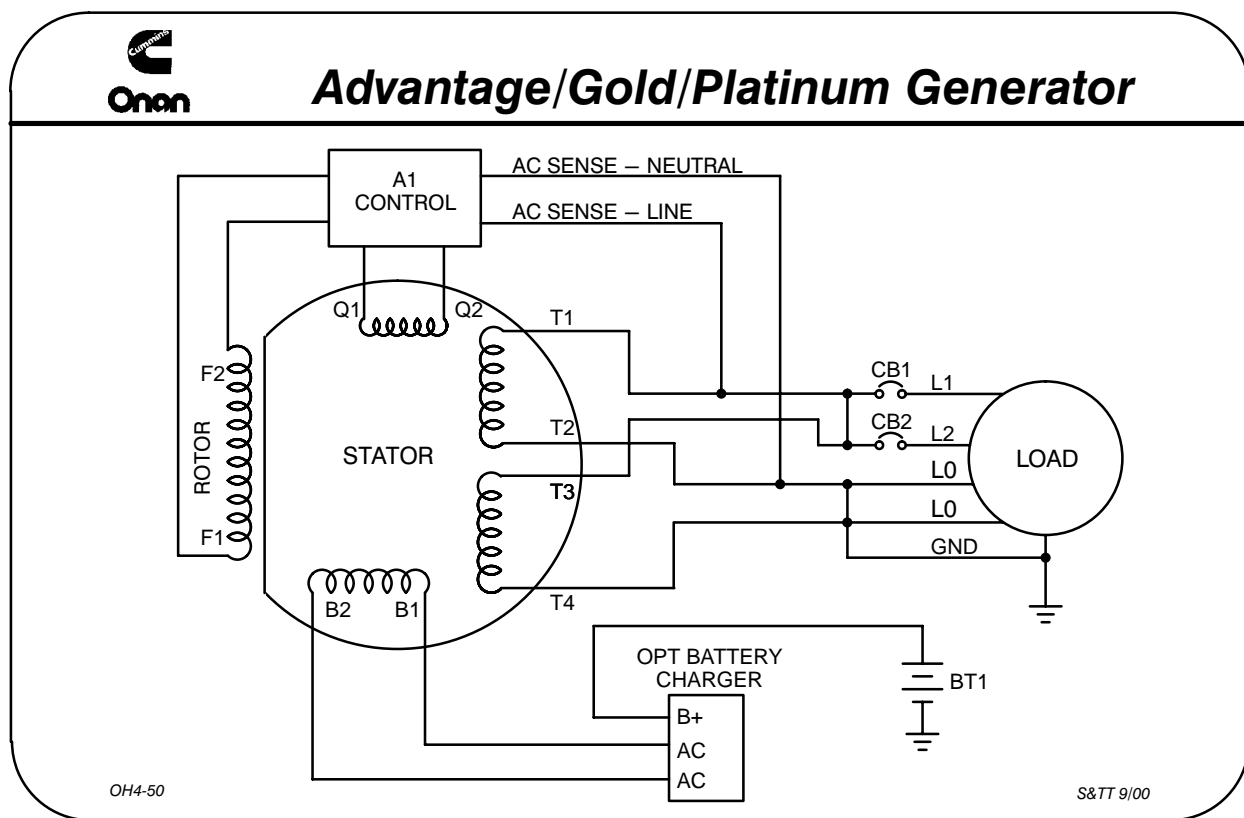 Cummins
Onan
Advantage/Gold/Platinum Generator
A1
CONTROL
AC SENSE – NEUTRAL
AC SENSE – LINE
Q1
Q2
T1
F2
CB1
L1
T2
CB2
L2
ROTOR
STATOR
LOAD
L0
T3
L0
F1
GND
B2
B1
T4
OPT BATTERY
CHARGER
BT1
B+
AC
AC
OH4-50
S&TT 9/00